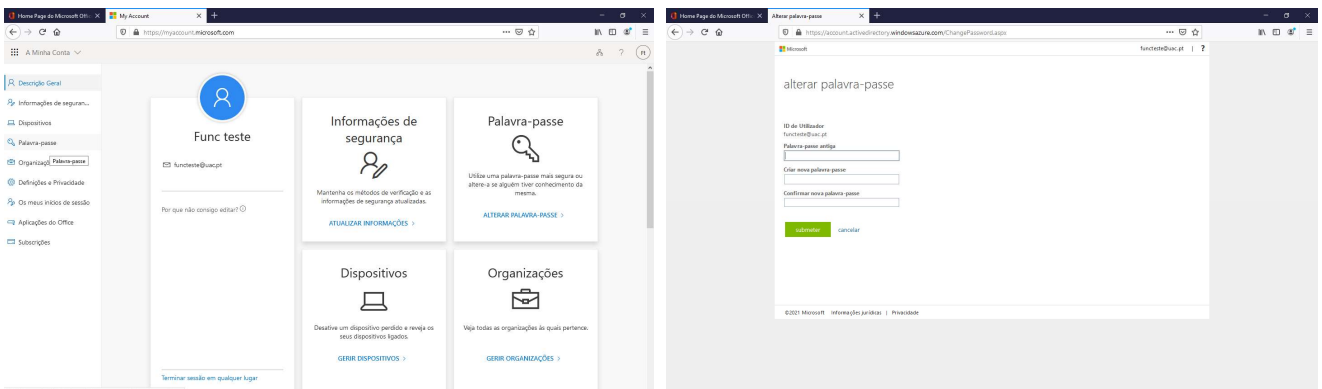 Home Page do Microsoft Offi
My Account
https://myaccount.microsoft.com
A Minha Conta
?
Ft
Descrição Geral
Informações de seguran...
Dispositivos
Palavra-passe
Organizaç
Palavra-passe
Definições e Privacidade
Os meus inícios de sessão
Aplicações do Office
Subscrições
Func teste
functeste@uac.pt
Por que não consigo editar?
Terminar sessão em qualquer lugar
Informações de
segurança
Mantenha os métodos de verificação e as
informações de segurança atualizadas.
ATUALIZAR INFORMAÇÕES >
Palavra-passe
Utilize uma palavra-passe mais segura ou
altere-a se alguém tiver conhecimento da
mesma.
ALTERAR PALAVRA-PASSE >
Dispositivos
Desative um dispositivo perdido e reveja os
seus dispositivos ligados.
GERIR DISPOSITIVOS >
Organizações
Veja todas as organizações às quais pertence.
GERIR ORGANIZAÇÕES >
Home Page do Microsoft Offi
Alterar palavra-passe
https://account.activedirectory.windowsazure.com/ChangePassword.aspx
Microsoft
functeste@uac.pt | ?
alterar palavra-passe
ID de Utilizador
functeste@uac.pt
Palavra-passe antiga
Criar nova palavra-passe
Confirmar nova palavra-passe
submeter
cancelar
©2021 Microsoft Informações jurídicas | Privacidade